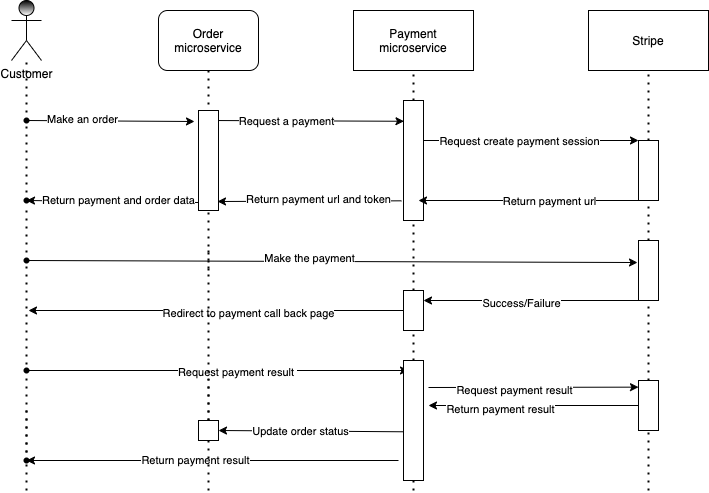 Order
microservice
Payment
microservice
Stripe
Customer
Make an order
Request a payment
Request create payment session
Return payment and order data
Return payment url and token
Return payment url
Make the payment
Success/Failure
Redirect to payment call back page
Request payment result
Request payment result
Return payment result
Update order status
Return payment result